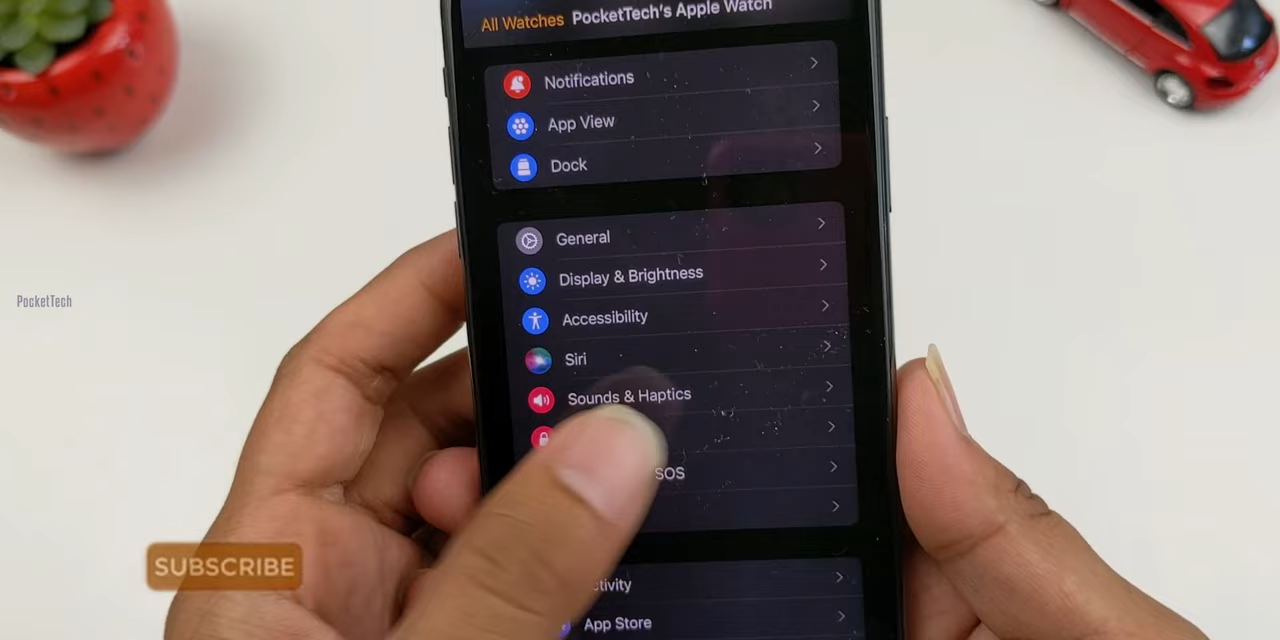 All Watches PocketTech's Apple Watch
Notifications
App View
Dock
General
Display & Brightness
Accessibility
Siri
PocketTech
Sounds & Haptics
SOS
SUBSCRIBE
App Store